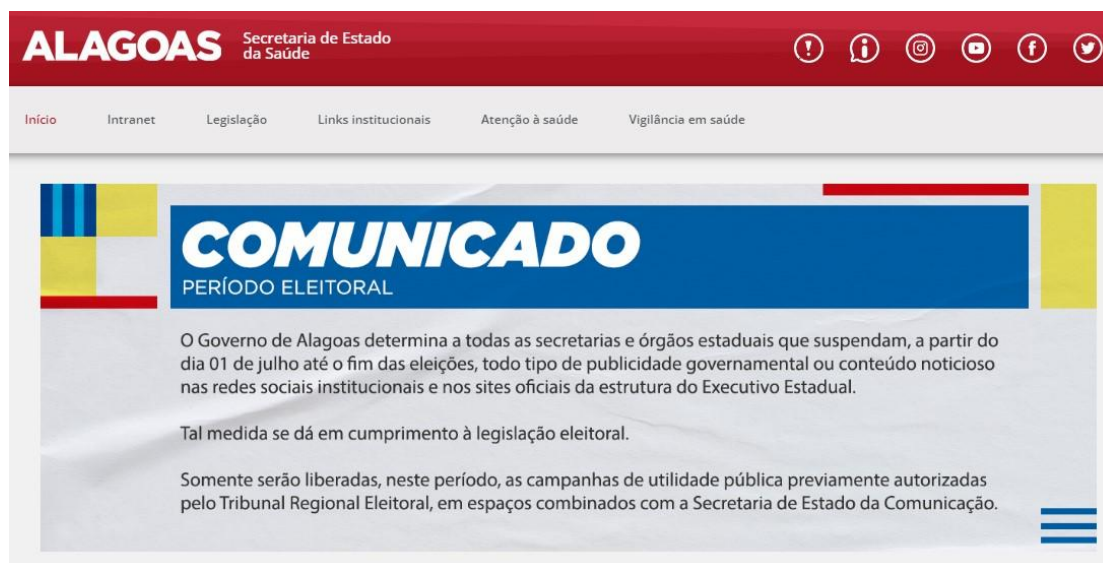 ALAGOAS
Secretaria de Estado
da Saúde
Início
Intranet
Legislação
Links institucionais
Atenção à saúde
Vigilância em saúde
COMUNICADO
PERÍODO ELEITORAL
O Governo de Alagoas determina a todas as secretarias e órgãos estaduais que suspendam, a partir do
dia 01 de julho até o fim das eleições, todo tipo de publicidade governamental ou conteúdo noticioso
nas redes sociais institucionais e nos sites oficiais da estrutura do Executivo Estadual.
Tal medida se dá em cumprimento à legislação eleitoral.
Somente serão liberadas, neste período, as campanhas de utilidade pública previamente autorizadas
pelo Tribunal Regional Eleitoral, em espaços combinados com a Secretaria de Estado da Comunicação.